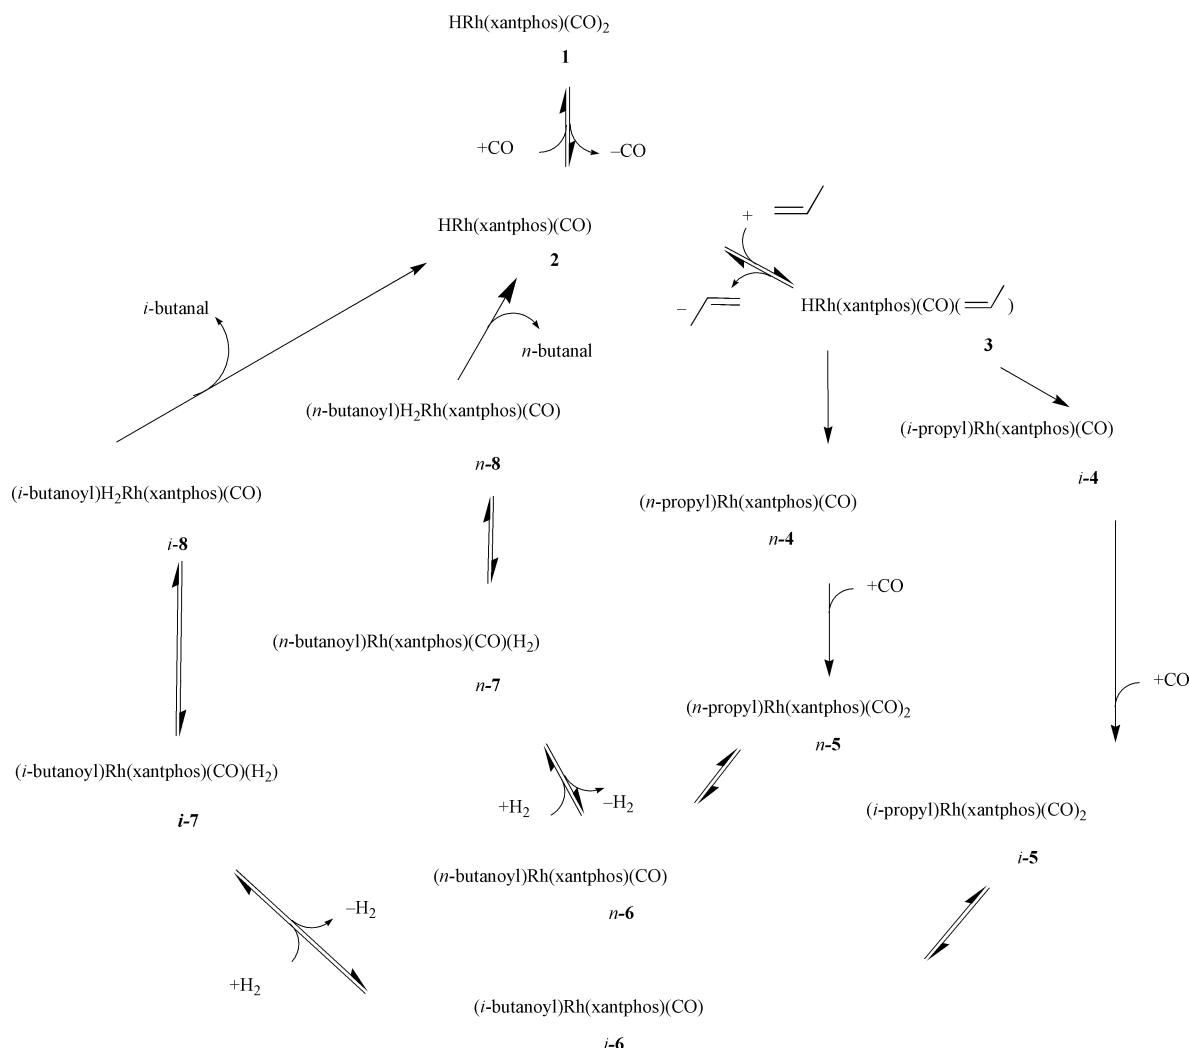 HRh(xantphos)(CO)2
1
+CO
–CO
HRh(xantphos)(CO)
2
+
–
HRh(xantphos)(CO)( )
3
i-butanal
n-butanal
(n-butanoyl)H2Rh(xantphos)(CO)
n-8
(i-propyl)Rh(xantphos)(CO)
i-4
(i-butanoyl)H2Rh(xantphos)(CO)
i-8
(n-propyl)Rh(xantphos)(CO)
n-4
+CO
(n-butanoyl)Rh(xantphos)(CO)(H2)
n-7
+CO
(n-propyl)Rh(xantphos)(CO)2
n-5
(i-butanoyl)Rh(xantphos)(CO)(H2)
i-7
+H2
–H2
(i-propyl)Rh(xantphos)(CO)2
i-5
(n-butanoyl)Rh(xantphos)(CO)
n-6
–H2
+H2
(i-butanoyl)Rh(xantphos)(CO)
i-6